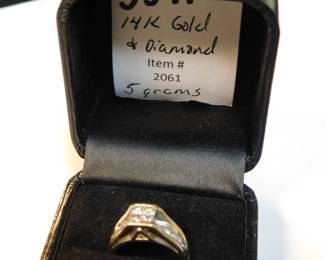 14K Gold
& Diamond
Item #
2061
5 grams